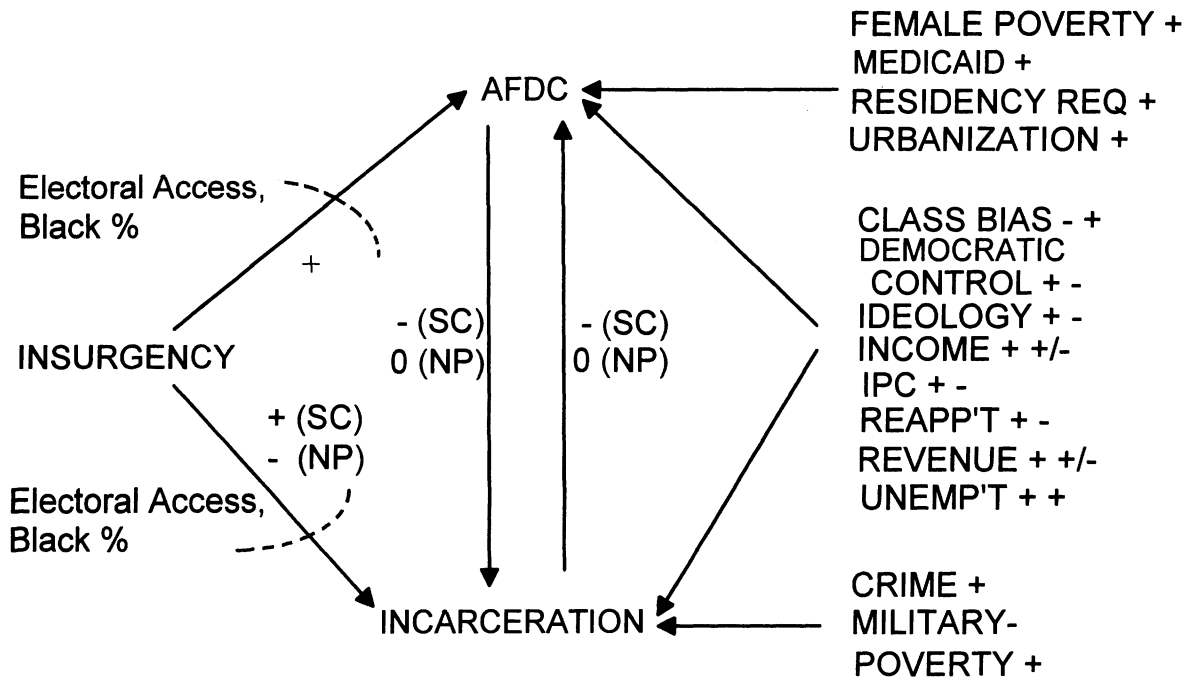 FEMALE POVERTY +
MEDICAID +
RESIDENCY REQ +
URBANIZATION +
AFDC
Electoral Access,
Black %
+
CLASS BIAS - +
DEMOCRATIC
CONTROL + -
IDEOLOGY + -
INCOME + +/-
IPC + -
REAPP'T + -
REVENUE + +/-
UNEMP'T + +
- (SC)
0 (NP)
- (SC)
0 (NP)
INSURGENCY
+ (SC)
- (NP)
Electoral Access,
Black %
INCARCERATION
CRIME +
MILITARY-
POVERTY +